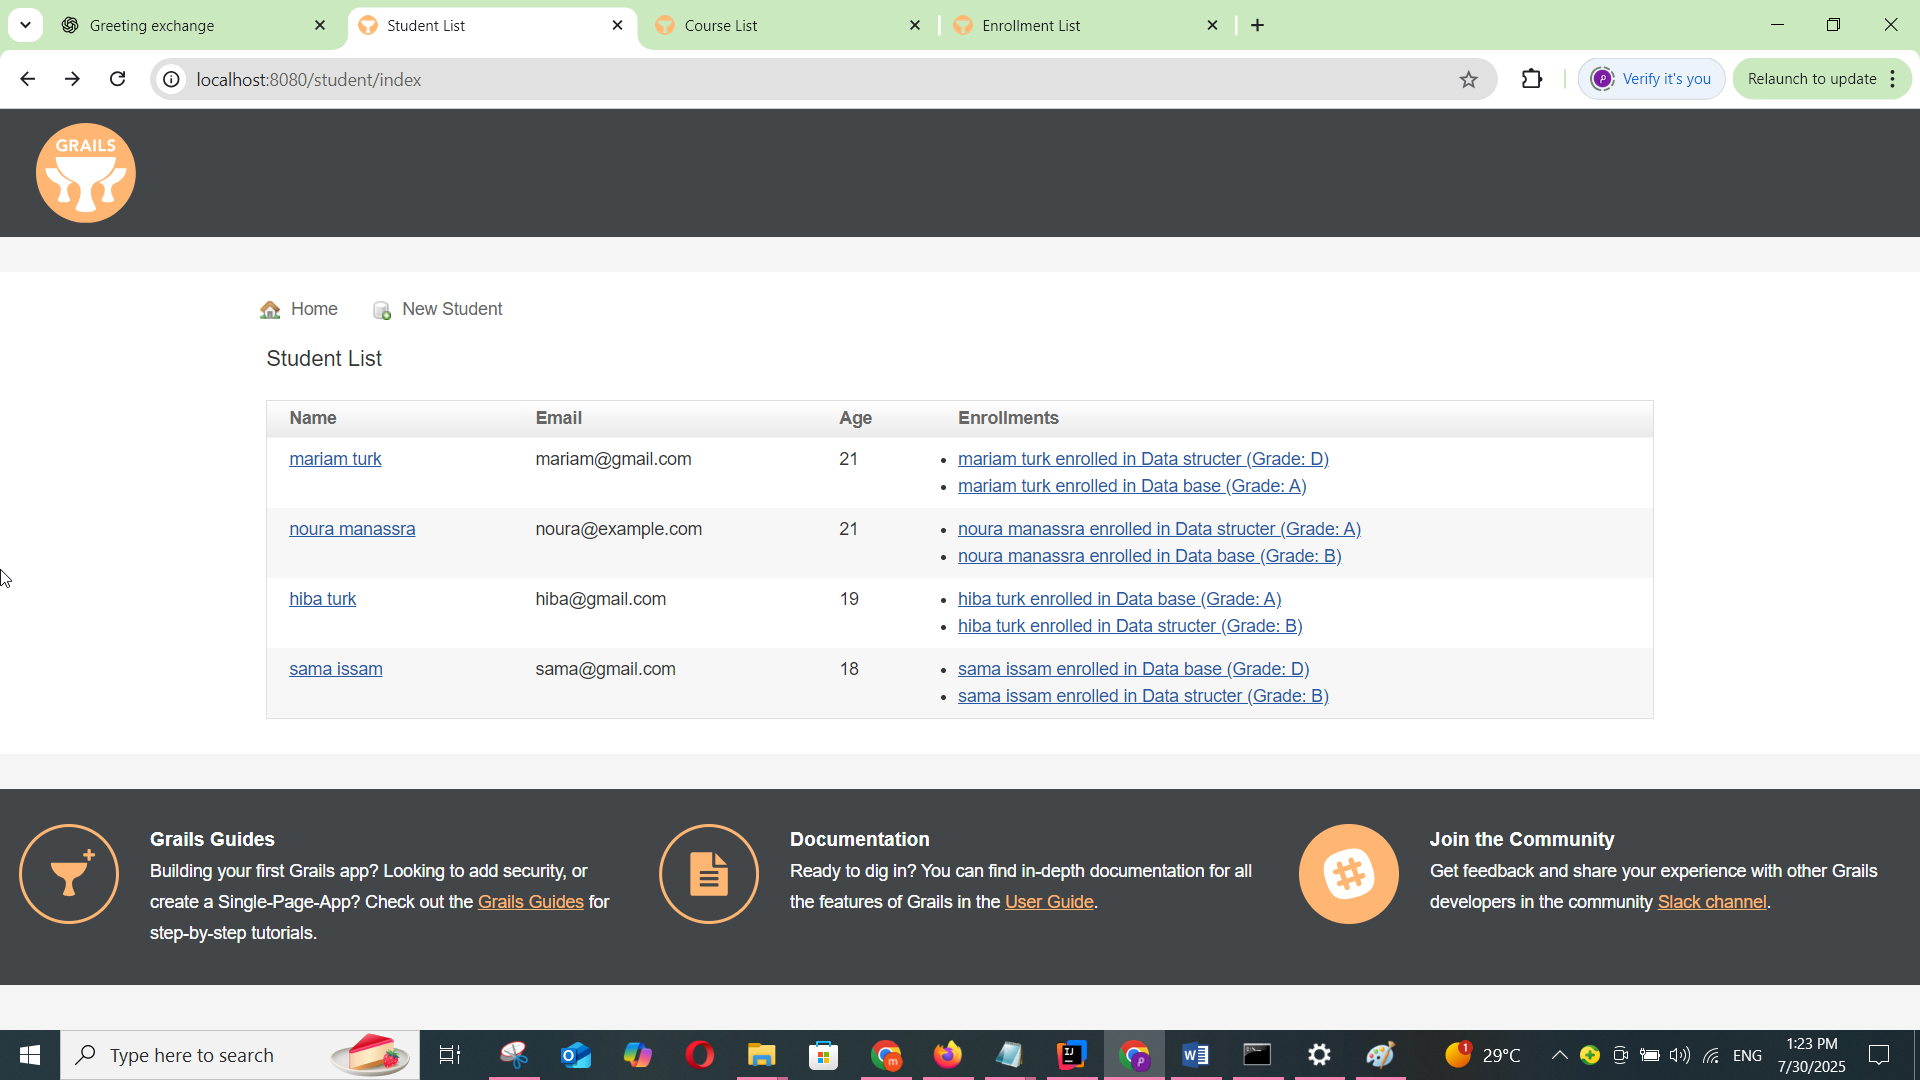 Greeting exchange
Student List
Course List
Enrollment List
localhost:8080/student/index
Verify it's you
Relaunch to update
GRAILS
Home
New Student
Student List
Name Email Age Enrollments
mariam turk mariam@gmail.com 21 mariam turk enrolled in Data structer (Grade: D)
mariam turk enrolled in Data base (Grade: A)
noura manassra noura@example.com 21 noura manassra enrolled in Data structer (Grade: A)
noura manassra enrolled in Data base (Grade: B)
hiba turk hiba@gmail.com 19 hiba turk enrolled in Data base (Grade: A)
hiba turk enrolled in Data structer (Grade: B)
sama issam sama@gmail.com 18 sama issam enrolled in Data base (Grade: D)
sama issam enrolled in Data structer (Grade: B)
Grails Guides
Building your first Grails app? Looking to add security, or
create a Single-Page-App? Check out the Grails Guides for
step-by-step tutorials.
Documentation
Ready to dig in? You can find in-depth documentation for all
the features of Grails in the User Guide.
Join the Community
Get feedback and share your experience with other Grails
developers in the community Slack channel.
Type here to search
29°C
ENG
1:23 PM
7/30/2025